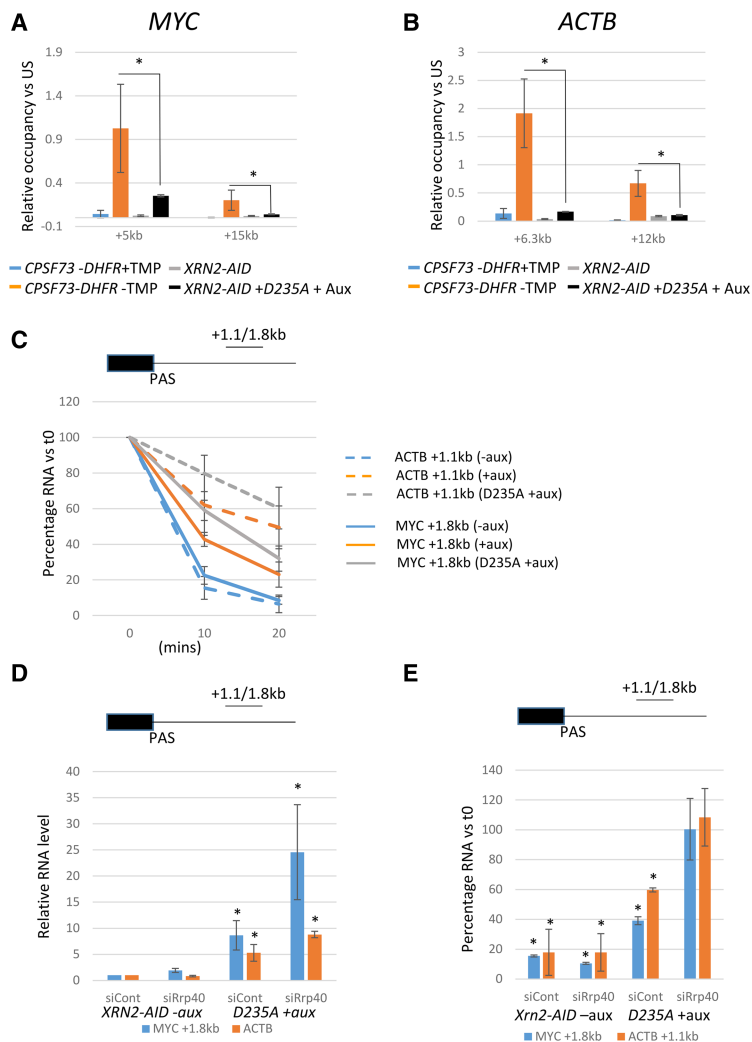 A
MYC
Relative occupancy vs US
1.9
1.4
0.9
0.4
-0.1
*
*
+5kb
+15kb
CPSF73 -DHFR+TMP
XRN2-AID
CPSF73-DHFR -TMP
XRN2-AID +D235A + Aux
B
ACTB
Relative occupancy vs US
3
2.5
2
1.5
1
0.5
0
*
*
+6.3kb
+12kb
CPSF73 -DHFR+TMP
XRN2-AID
CPSF73-DHFR -TMP
XRN2-AID +D235A + Aux
C
+1.1/1.8kb
PAS
Percentage RNA vs t0
120
100
80
60
40
20
0
0
10
20
(mins)
ACTB +1.1kb (-aux)
ACTB +1.1kb (+aux)
ACTB +1.1kb (D235A +aux)
MYC +1.8kb (-aux)
MYC +1.8kb (+aux)
MYC +1.8kb (D235A +aux)
D
+1.1/1.8kb
PAS
Relative RNA level
40
35
30
25
20
15
10
5
0
*
*
*
*
siCont
siRrp40
siCont
siRrp40
XRN2-AID -aux
D235A +aux
MYC +1.8kb
ACTB
E
+1.1/1.8kb
PAS
Percentage RNA vs t0
140
120
100
80
60
40
20
0
*
*
*
*
*
*
siCont
siRrp40
siCont
siRrp40
Xrn2-AID –aux
D235A +aux
MYC +1.8kb
ACTB +1.1kb